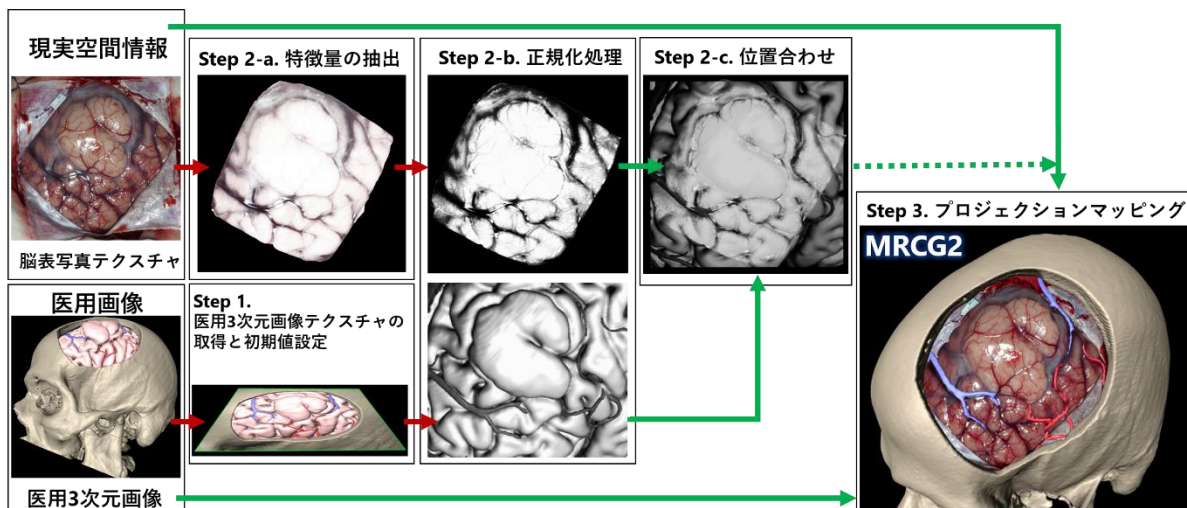 現実空間情報
脳表写真テクスチャ
Step 2-a. 特徴量の抽出
Step 2-b. 正規化処理
Step 2-c. 位置合わせ
医用画像
医用3次元画像
Step 1.
医用3次元画像テクスチャの
取得と初期値設定
Step 3. プロジェクションマッピング
MRCG2